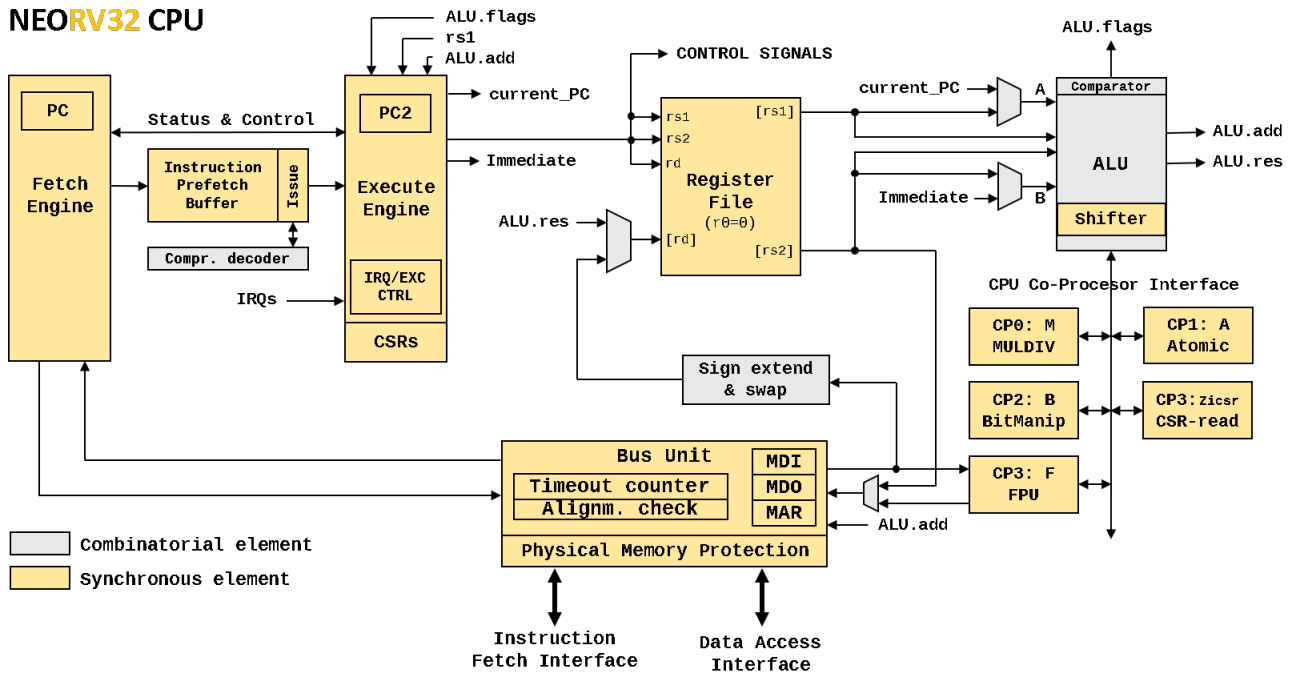 NEORV32 CPU
ALU.flags
rs1
ALU.add
PC
Fetch
Engine
Status & Control
Instruction
Prefetch
Buffer
Issue
Compr. decoder
IRQs
PC2
Execute
Engine
IRQ/EXC
CTRL
CSRs
current_PC
Immediate
CONTROL SIGNALS
ALU.res
rs1
rs2
rd
[rd]
[rs1]
[rs2]
Register
File
(r0=0)
current_PC
A
Immediate
B
ALU.flags
Comparator
ALU
Shifter
ALU.add
ALU.res
CPU Co-Procesor Interface
CP0: M
MULDIV
CP1: A
Atomic
CP2: B
BitManip
CP3:Zicsr
CSR-read
CP3: F
FPU
Sign extend
& swap
Bus Unit
Timeout counter
Alignm. check
MDI
MDO
MAR
ALU.add
Physical Memory Protection
Instruction
Fetch Interface
Data Access
Interface
Combinatorial element
Synchronous element